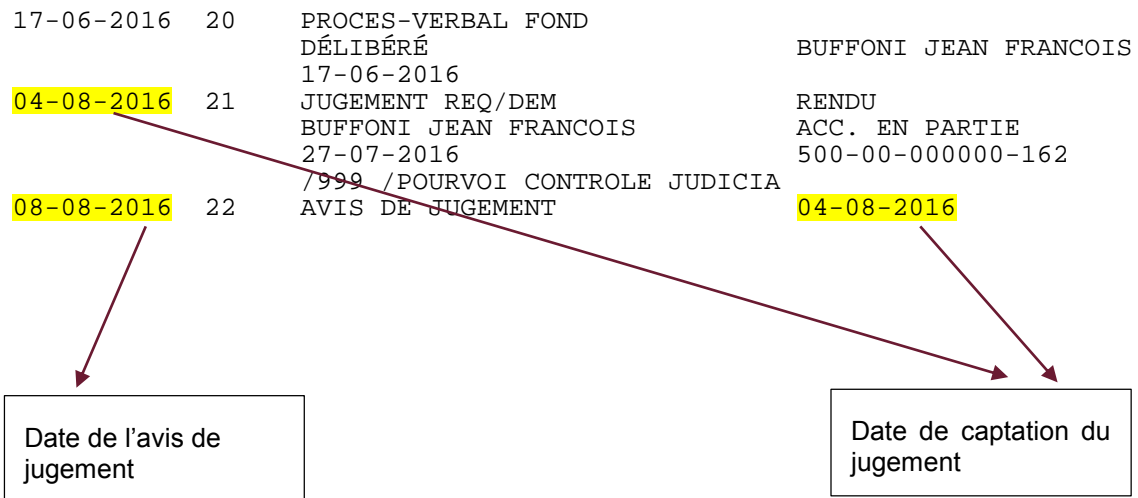 17-06-2016 20 PROCES-VERBAL FOND
DÉLIBÉRÉ BUFFONI JEAN FRANCOIS
17-06-2016
04-08-2016 21 JUGEMENT REQ/DEM RENDU
BUFFONI JEAN FRANCOIS ACC. EN PARTIE
27-07-2016 500-00-000000-162
/999 /POURVOI CONTROLE JUDICIA
08-08-2016 22 AVIS DE JUGEMENT 04-08-2016
Date de l’avis de
jugement
Date de captation du
jugement